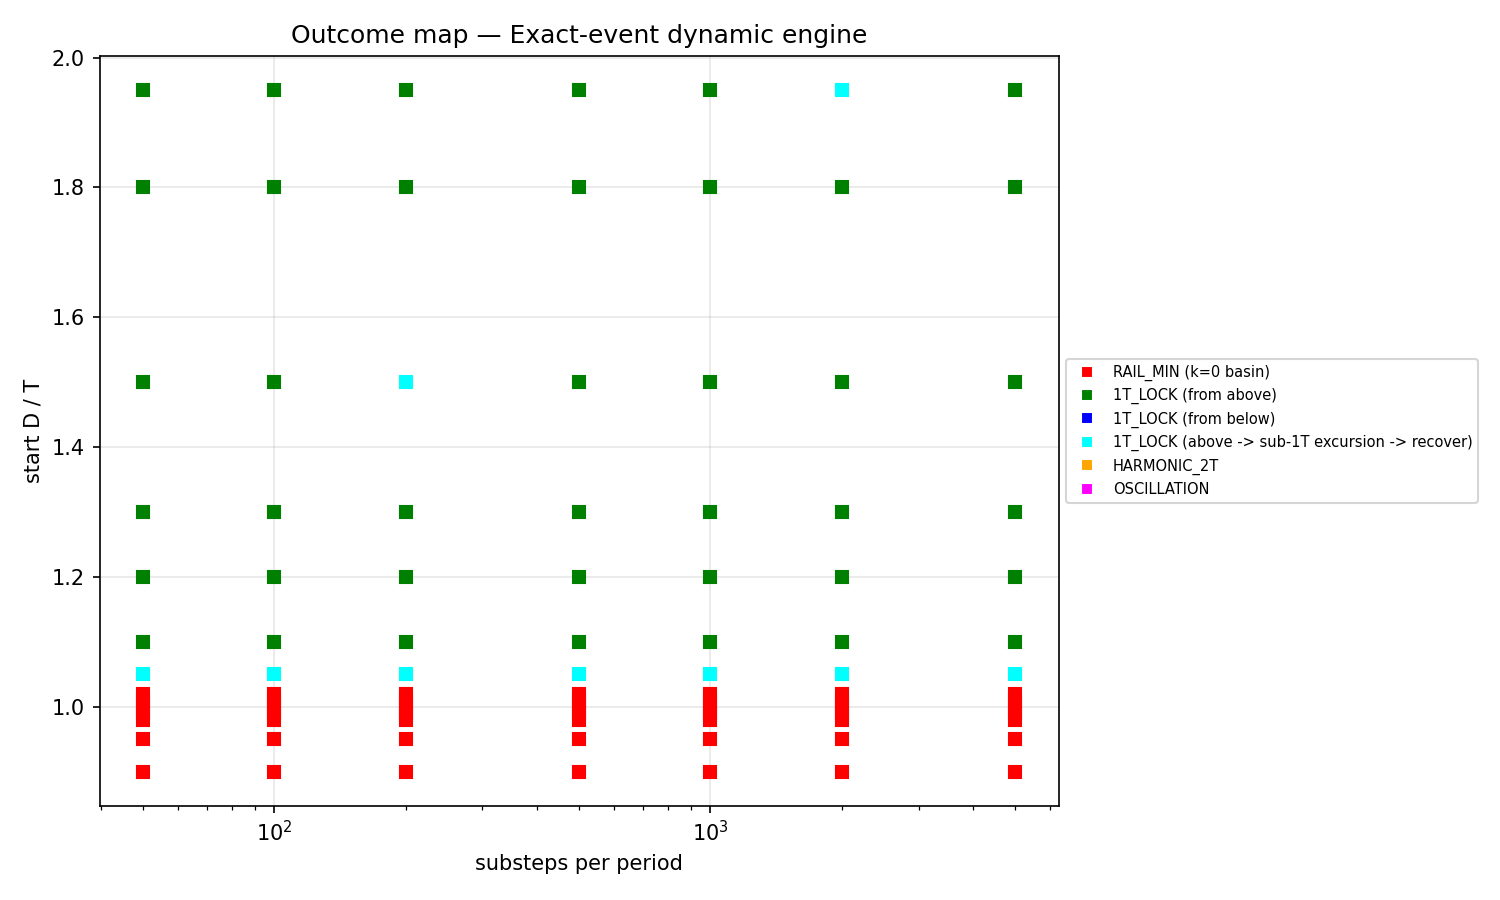 Outcome map — Exact-event dynamic engine
2.0
1.8
1.6
1.4
1.2
1.0
start D / T
10²
10³
substeps per period
RAIL_MIN (k=0 basin)
1T_LOCK (from above)
1T_LOCK (from below)
1T_LOCK (above -> sub-1T excursion -> recover)
HARMONIC_2T
OSCILLATION